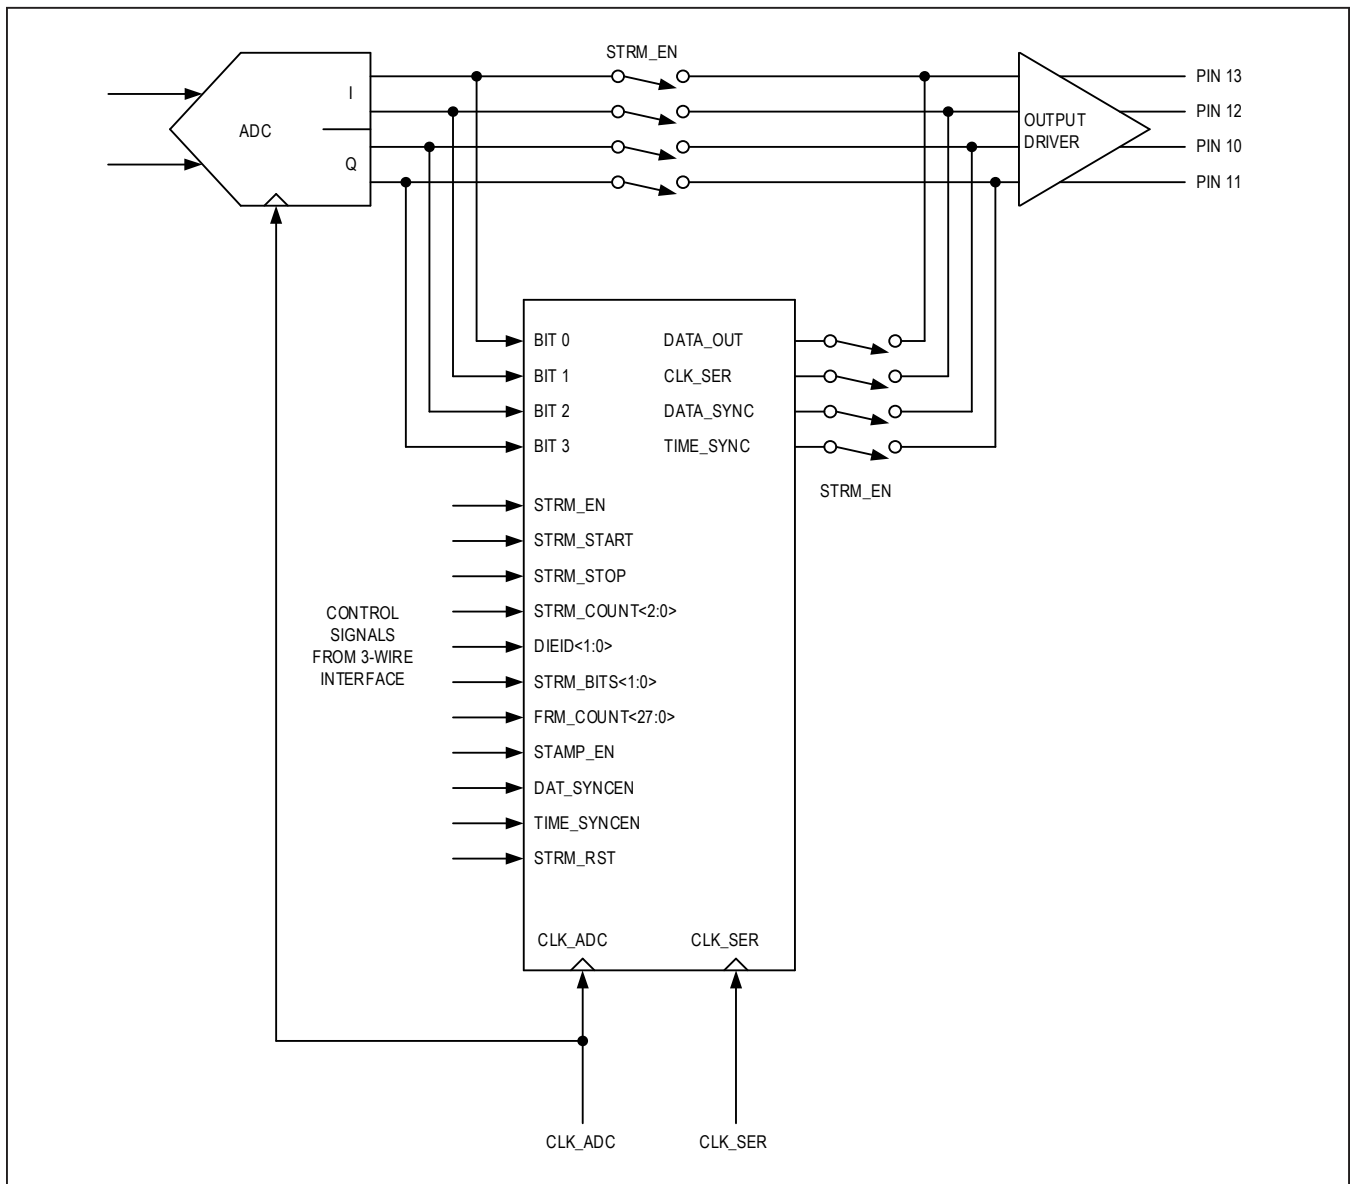 STRM_EN
I
ADC
Q
OUTPUT
DRIVER
PIN 13
PIN 12
PIN 10
PIN 11
BIT 0
BIT 1
BIT 2
BIT 3
DATA_OUT
CLK_SER
DATA_SYNC
TIME_SYNC
STRM_EN
STRM_EN
STRM_START
STRM_STOP
STRM_COUNT<2:0>
DIEID<1:0>
STRM_BITS<1:0>
FRM_COUNT<27:0>
STAMP_EN
DAT_SYNCEN
TIME_SYNCEN
STRM_RST
CONTROL
SIGNALS
FROM 3-WIRE
INTERFACE
CLK_ADC
CLK_SER
CLK_ADC
CLK_SER